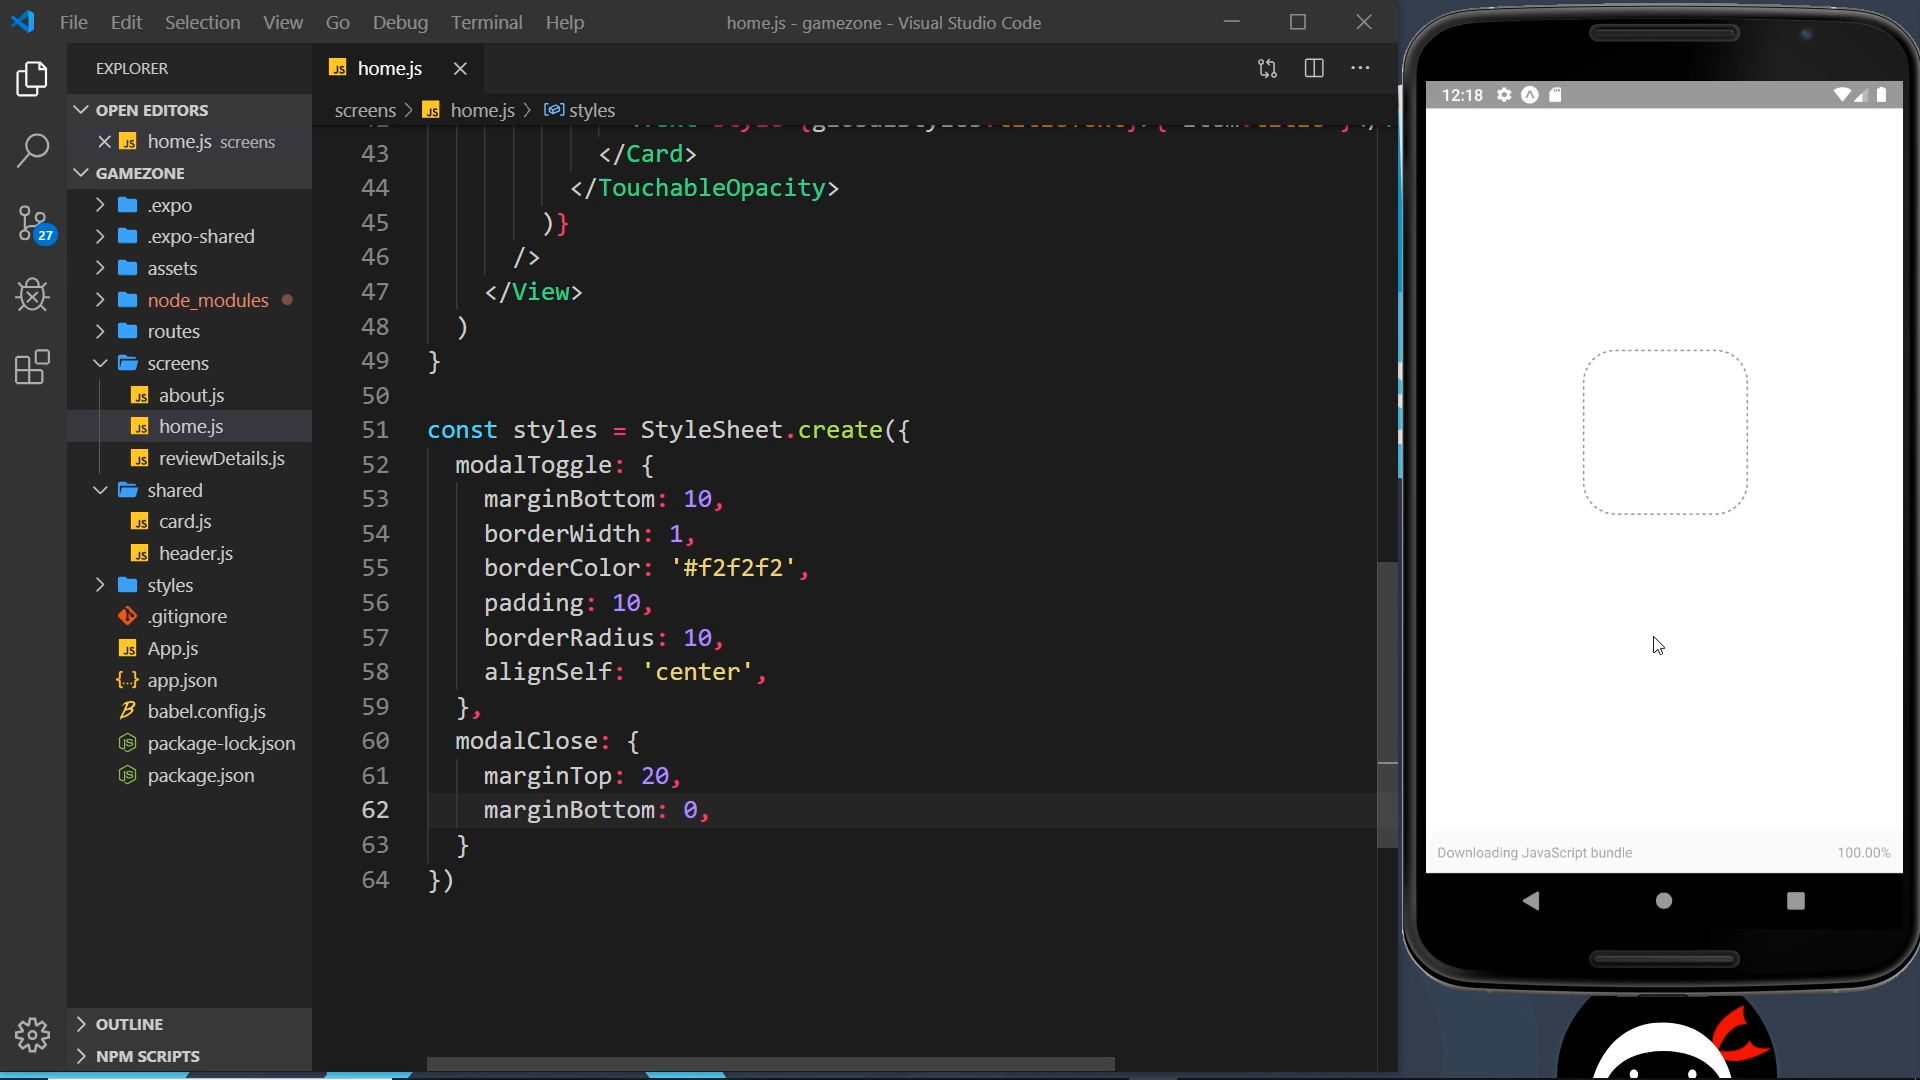 File Edit Selection View Go Debug Terminal Help
home.js - gamezone - Visual Studio Code
EXPLORER
OPEN EDITORS
home.js screens
GAMEZONE
.expo
.expo-shared
assets
node_modules
routes
screens
about.js
home.js
reviewDetails.js
shared
card.js
header.js
styles
.gitignore
App.js
app.json
babel.config.js
package-lock.json
package.json
OUTLINE
NPM SCRIPTS
27
home.js
screens > home.js > styles
43 </Card>
44 </TouchableOpacity>
45 )}
46 />
47 </View>
48 )
49 }
50
51 const styles = StyleSheet.create({
52 modalToggle: {
53 marginBottom: 10,
54 borderWidth: 1,
55 borderColor: '#f2f2f2',
56 padding: 10,
57 borderRadius: 10,
58 alignSelf: 'center',
59 },
60 modalClose: {
61 marginTop: 20,
62 marginBottom: 0,
63 }
64 })
12:18
Downloading JavaScript bundle 100.00%